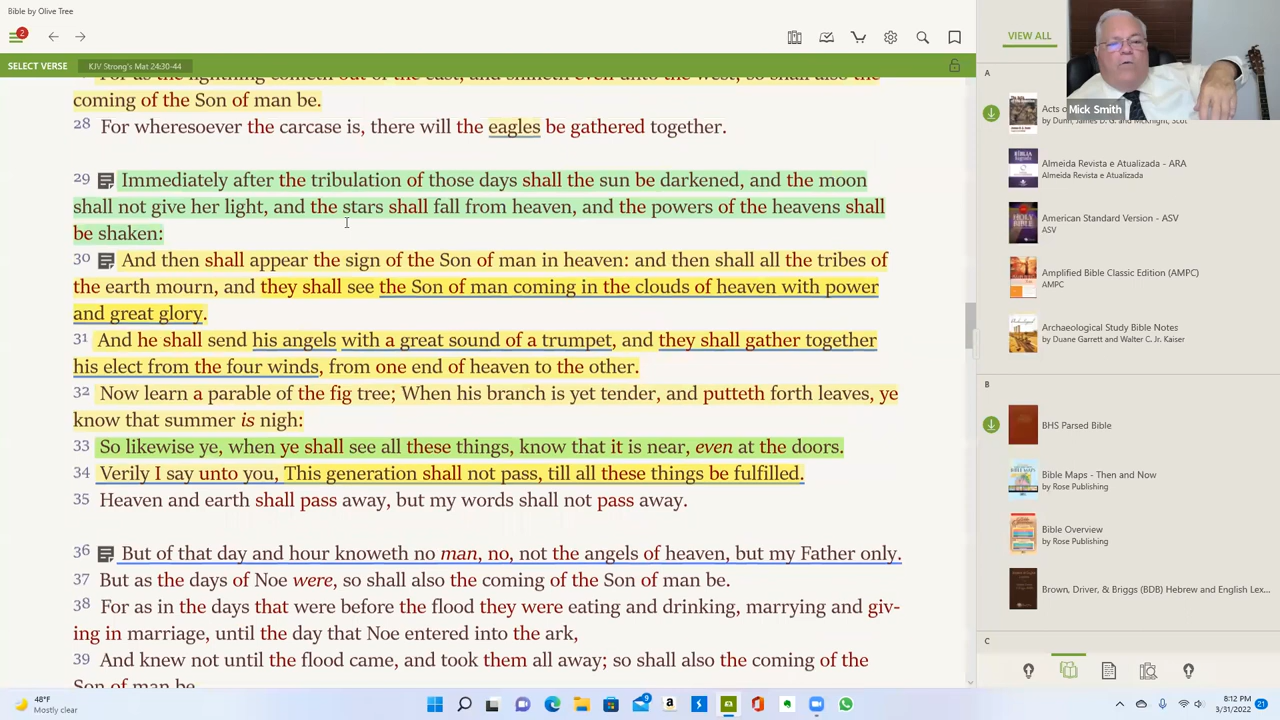 Bible by Olive Tree
2
SELECT VERSE
KJV Strong's Mat 24:30-44
coming of the Son of man be.
28 For wheresoever the carcase is, there will the eagles be gathered together.
29 Immediately after the tribulation of those days shall the sun be darkened, and the moon
shall not give her light, and the stars shall fall from heaven, and the powers of the heavens shall
be shaken:
30 And then shall appear the sign of the Son of man in heaven: and then shall all the tribes of
the earth mourn, and they shall see the Son of man coming in the clouds of heaven with power
and great glory.
31 And he shall send his angels with a great sound of a trumpet, and they shall gather together
his elect from the four winds, from one end of heaven to the other.
32 Now learn a parable of the fig tree; When his branch is yet tender, and putteth forth leaves, ye
know that summer is nigh:
33 So likewise ye, when ye shall see all these things, know that it is near, even at the doors.
34 Verily I say unto you, This generation shall not pass, till all these things be fulfilled.
35 Heaven and earth shall pass away, but my words shall not pass away.
36 But of that day and hour knoweth no man, no, not the angels of heaven, but my Father only.
37 But as the days of Noe were, so shall also the coming of the Son of man be.
38 For as in the days that were before the flood they were eating and drinking, marrying and giv-
ing in marriage, until the day that Noe entered into the ark,
39 And knew not until the flood came, and took them all away; so shall also the coming of the
Son of man be
VIEW ALL
A
Mick Smith
Acts o
by Dunn, James D. G. and McKnight, Scot
Almeida Revista e Atualizada - ARA
Almeida Revista e Atualizada
American Standard Version - ASV
ASV
Amplified Bible Classic Edition (AMPC)
AMPC
Archaeological Study Bible Notes
by Duane Garrett and Walter C. Jr. Kaiser
B
BHS Parsed Bible
Bible Maps - Then and Now
by Rose Publishing
Bible Overview
by Rose Publishing
Brown, Driver, & Briggs (BDB) Hebrew and English Lex...
C
48°F
Mostly clear
9
8:12 PM
3/31/2022
21